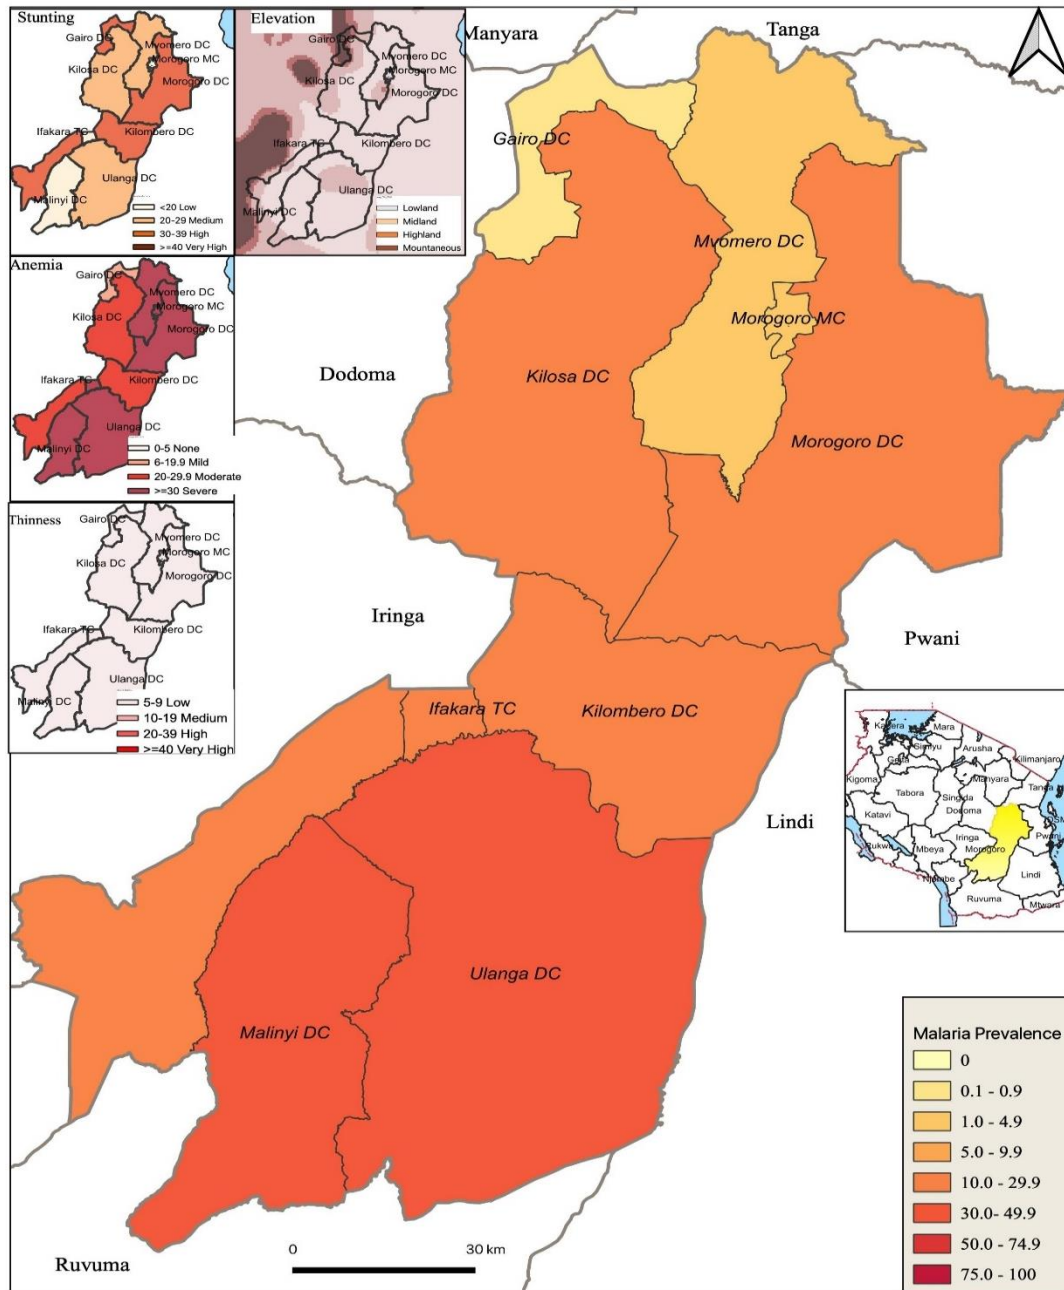 Stunting
Gairo DC
Mvomero DC
Morogoro MC
Kilosa DC
Morogoro DC
Ifakara TC
Kilombero DC
Ulanga DC
Malinyi DC
<20 Low
20-29 Medium
30-39 High
>=40 Very High
Elevation
Gairo DC
Mvomero DC
Morogoro MC
Kilosa DC
Morogoro DC
Ifakara TC
Kilombero DC
Ulanga DC
Malinyi DC
Lowland
Midland
Highland
Mountaneous
Anemia
Gairo DC
Mvomero DC
Morogoro MC
Kilosa DC
Morogoro DC
Ifakara TC
Kilombero DC
Ulanga DC
Malinyi DC
0-5 None
6-19.9 Mild
20-29.9 Moderate
>=30 Severe
Thinness
Gairo DC
Mvomero DC
Morogoro MC
Kilosa DC
Morogoro DC
Ifakara TC
Kilombero DC
Ulanga DC
Malinyi DC
5-9 Low
10-19 Medium
20-39 High
>=40 Very High
Manyara
Tanga
Gairo DC
Mvomero DC
Morogoro MC
Dodoma
Kilosa DC
Morogoro DC
Iringa
Pwani
Ifakara TC
Kilombero DC
Lindi
Ulanga DC
Malinyi DC
Ruvuma
0 30 km
Kagera
Mara
Simiyu
Geita
Arusha
Kilimanjaro
Kigoma
Manyara
Tanga
Tabora
Singida
Dodoma
Katavi
Iringa
Pwani
Rukwa
Mbeya
Morogoro
Njombe
Lindi
Ruvuma
Mtwara
Malaria Prevalence
0
0.1 - 0.9
1.0 - 4.9
5.0 - 9.9
10.0 - 29.9
30.0- 49.9
50.0 - 74.9
75.0 - 100